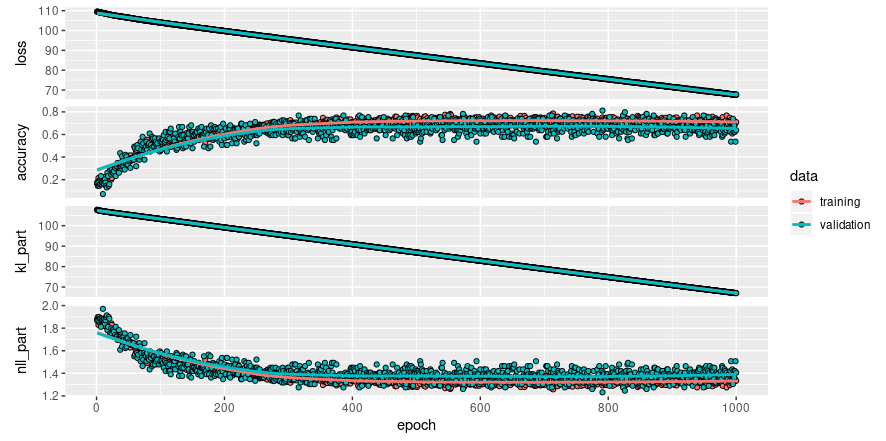 loss
110
100
90
80
70
accuracy
0.8
0.6
0.4
0.2
kl_part
100
90
80
70
nll_part
2.0
1.8
1.6
1.4
1.2
0 200 400 600 800 1000
epoch
data
training
validation